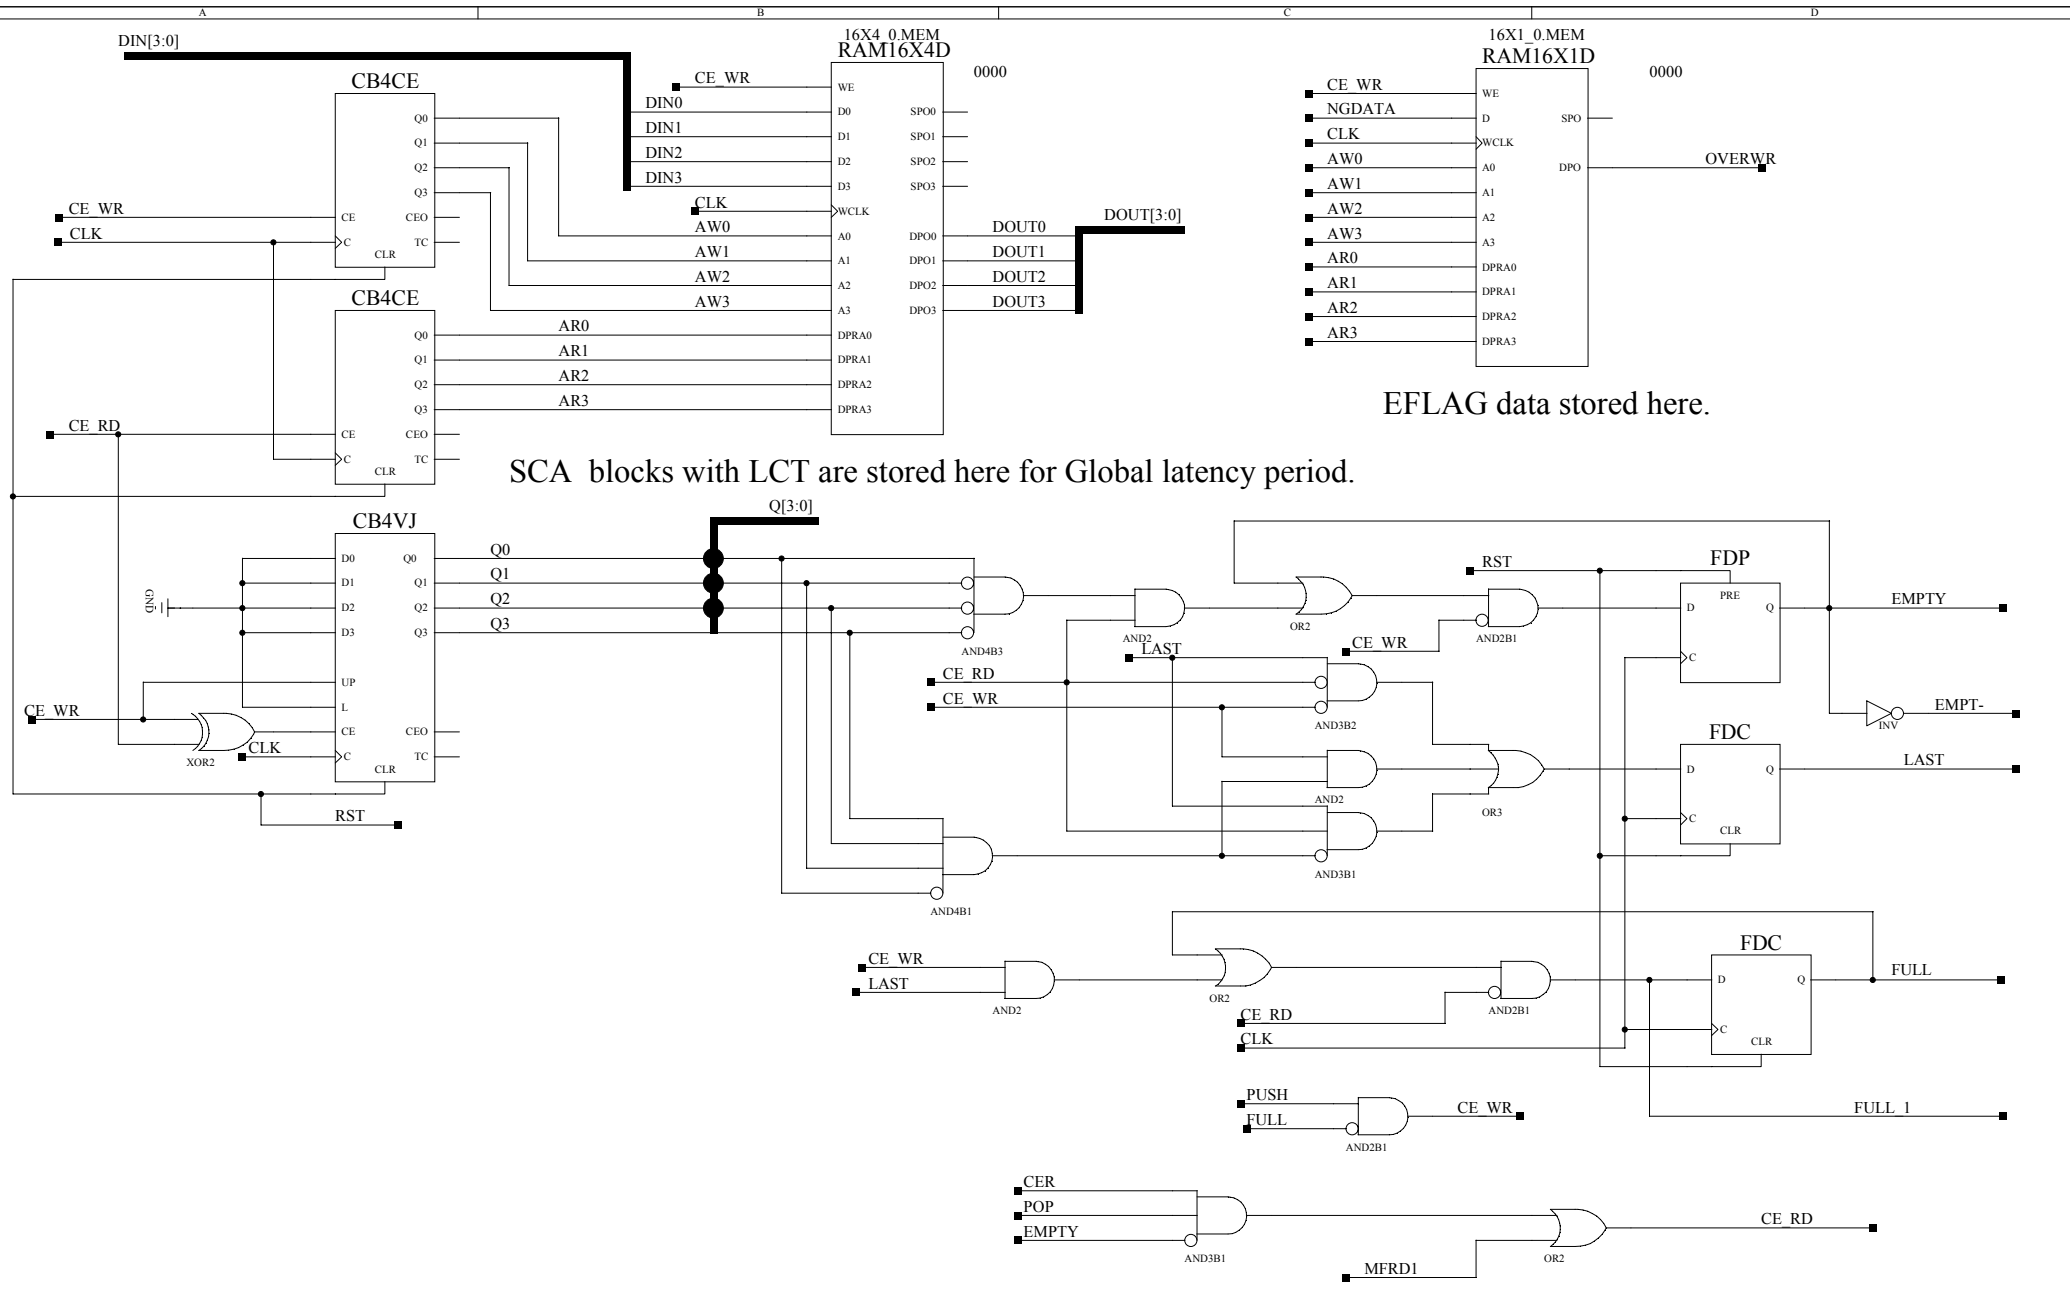 A B C D
DIN[3:0]
16X4_0.MEM
RAM16X4D
0000
CE_WR
WE
DIN0 D0 SPO0
DIN1 D1 SPO1
DIN2 D2 SPO2
DIN3 D3 SPO3
CLK WCLK
AW0 A0 DPO0 DOUT0
AW1 A1 DPO1 DOUT1
AW2 A2 DPO2 DOUT2
AW3 A3 DPO3 DOUT3
DOUT[3:0]
AR0 DPRA0
AR1 DPRA1
AR2 DPRA2
AR3 DPRA3
CB4CE
Q0
Q1
Q2
Q3
CE_WR CE CEO
CLK C TC
CLR
CB4CE
Q0
Q1
Q2
Q3
CE_RD CE CEO
C TC
CLR
16X1_0.MEM
RAM16X1D
0000
CE_WR WE
NGDATA D SPO
CLK WCLK
AW0 A0 DPO OVERWR
AW1 A1
AW2 A2
AW3 A3
AR0 DPRA0
AR1 DPRA1
AR2 DPRA2
AR3 DPRA3
EFLAG data stored here.
SCA blocks with LCT are stored here for Global latency period.
CB4VJ
Q[3:0]
GND
D0 Q0 Q0
D1 Q1 Q1
D2 Q2 Q2
D3 Q3 Q3
UP
L
CE_WR CE CEO
XOR2
CLK C TC
CLR
RST
AND4B3
AND2
OR2
RST
CE_WR
AND2B1
FDP
PRE
D Q EMPTY
C
INV
EMPT-
LAST
CE_RD
CE_WR
AND3B2
AND2
AND3B1
AND4B1
OR3
FDC
D Q LAST
C
CLR
CE_WR
LAST
AND2
OR2
CE_RD
CLK
AND2B1
FDC
D Q FULL
C
CLR
FULL_1
PUSH
FULL
AND2B1
CE_WR
CER
POP
EMPTY
AND3B1
MFRD1
OR2
CE_RD